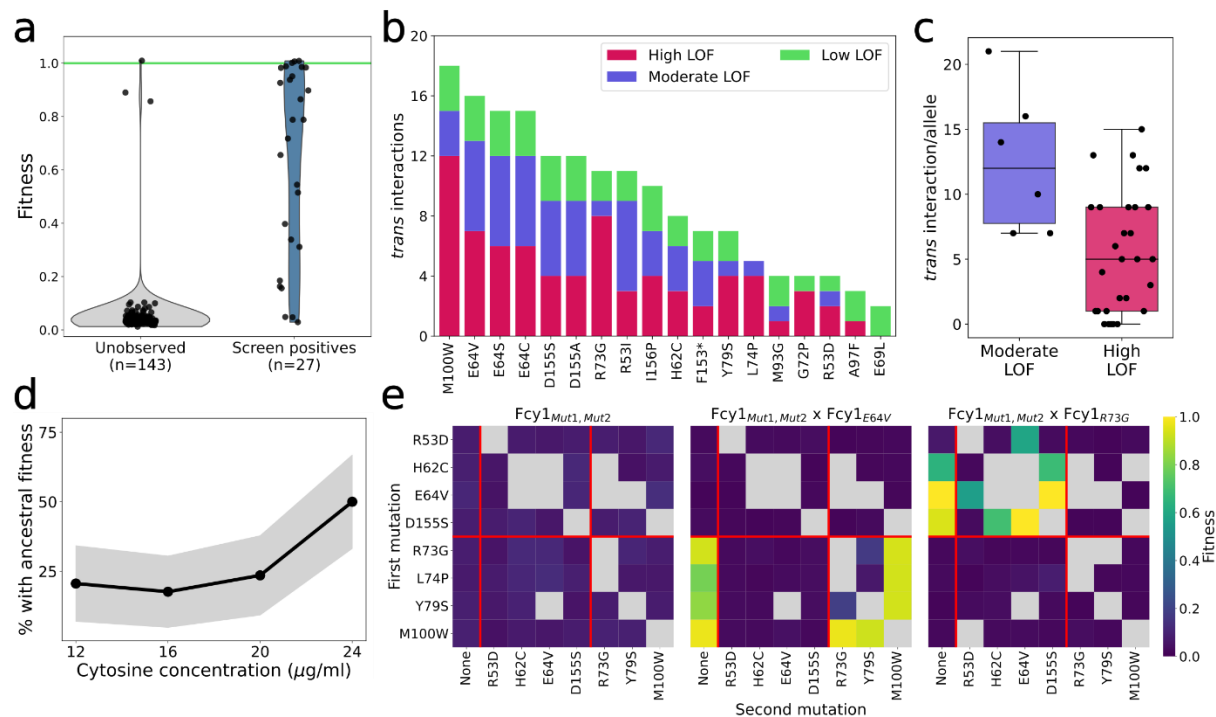 a
Fitness
1.0
0.8
0.6
0.4
0.2
0.0
Unobserved
(n=143)
Screen positives
(n=27)
b
trans interactions
20
16
12
8
4
0
High LOF
Moderate LOF
Low LOF
M100W
E64V
E64S
E64C
D155S
D155A
R73G
R53I
I156P
H62C
F153*
Y79S
L74P
M93G
G72P
R53D
A97F
E69L
c
trans interaction/allele
20
15
10
5
0
Moderate
LOF
High
LOF
d
% with ancestral fitness
75
50
25
12
16
20
24
Cytosine concentration (µg/ml)
e
Fcy1Mut1, Mut2
Fcy1Mut1, Mut2 x Fcy1E64V
Fcy1Mut1, Mut2 x Fcy1R73G
First mutation
R53D
H62C
E64V
D155S
R73G
L74P
Y79S
M100W
None
R53D
H62C
E64V
D155S
R73G
Y79S
M100W
None
R53D
H62C
E64V
D155S
R73G
Y79S
M100W
None
R53D
H62C
E64V
D155S
R73G
Y79S
M100W
Second mutation
1.0
0.8
0.6
0.4
0.2
0.0
Fitness